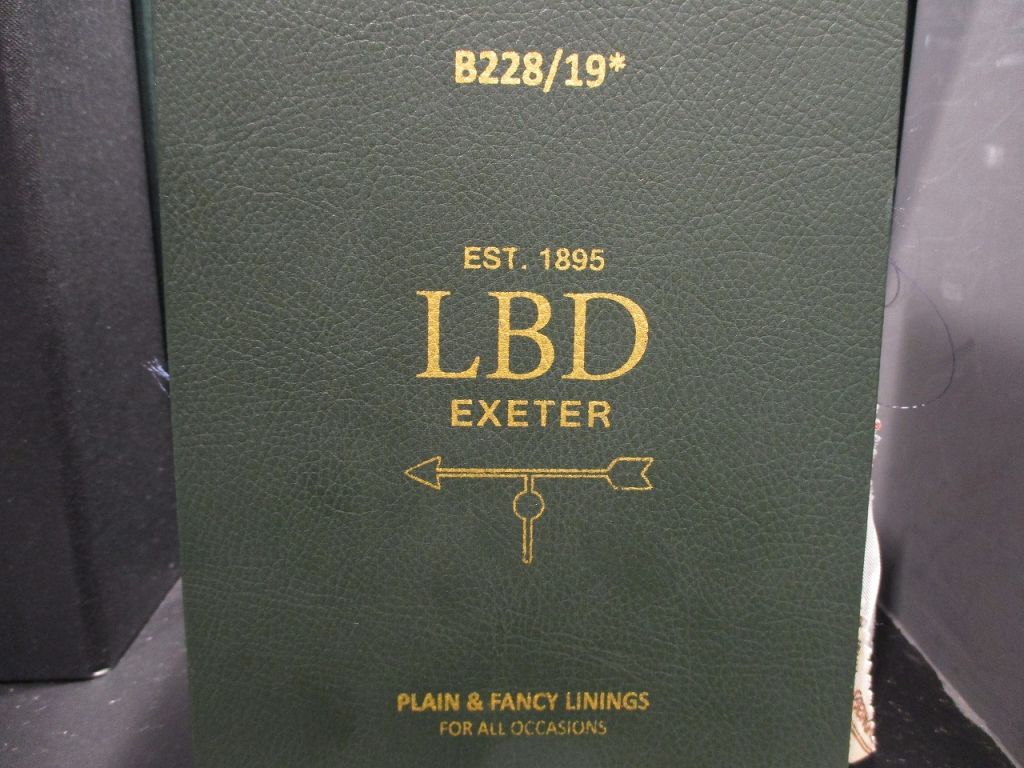 B228/19*
EST. 1895
LBD
EXETER
PLAIN & FANCY LININGS
FOR ALL OCCASIONS